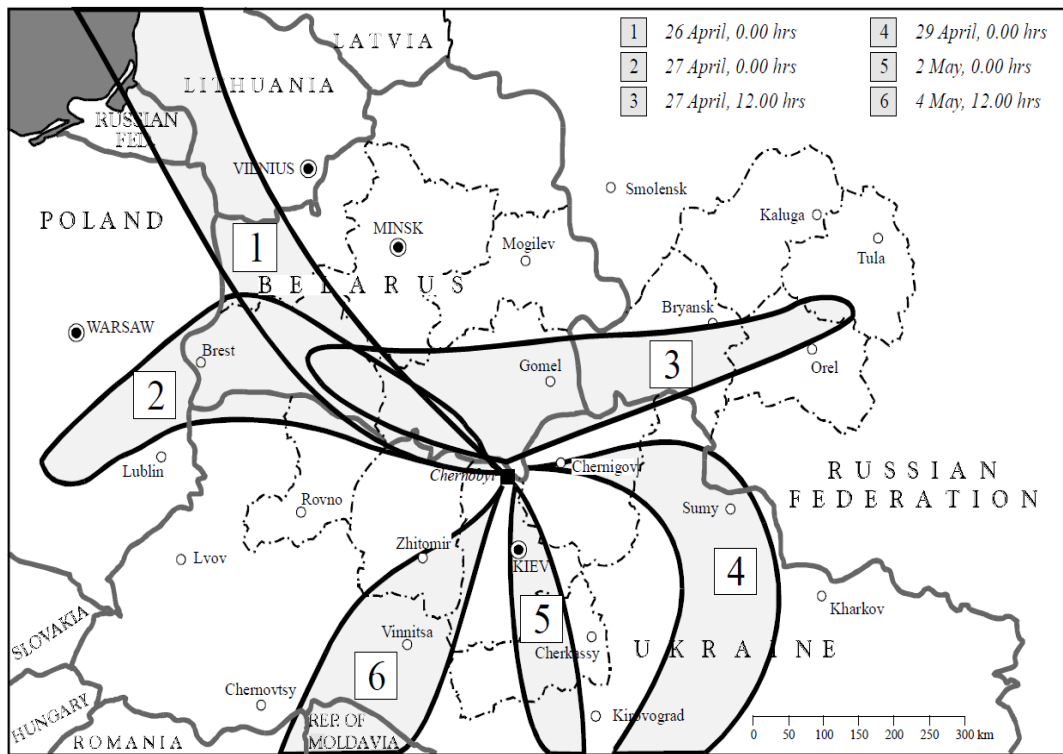 1 26 April, 0.00 hrs
2 27 April, 0.00 hrs
3 27 April, 12.00 hrs
4 29 April, 0.00 hrs
5 2 May, 0.00 hrs
6 4 May, 12.00 hrs
LATVIA
LITHUANIA
RUSSIAN
FED.
VILNIUS
Smolensk
POLAND
MINSK
Mogilev
Kaluga
Tula
1
BELARUS
WARSAW
Bryansk
Brest
Gomel
3
Orel
2
Lublin
Chernobyl
Chernigov
RUSSIAN
FEDERATION
Rovno
Sumy
Zhitomir
KIEV
Lvov
4
Kharkov
SLOVAKIA
Vinnitsa
5
Cherkassy
UKRAINE
6
HUNGARY
Chernovtsy
REP. OF
MOLDAVIA
Kirovograd
ROMANIA
0 50 100 150 200 250 300 km